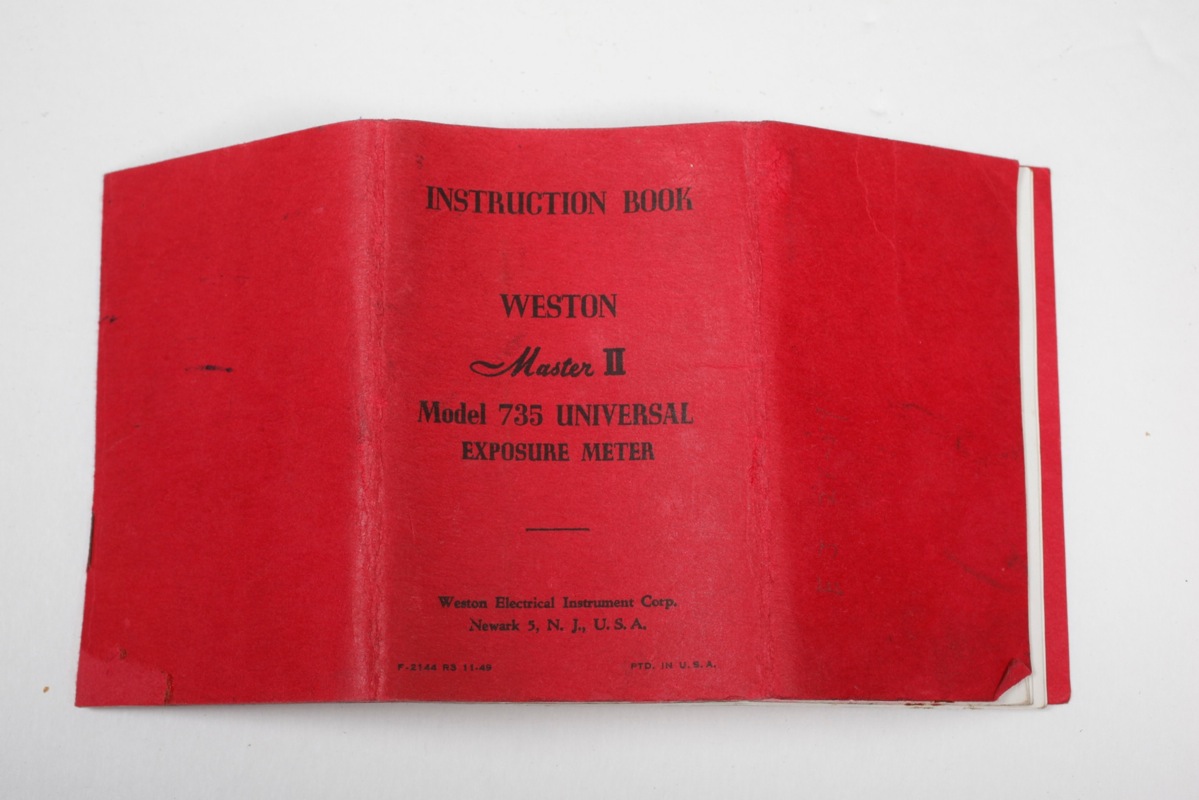 INSTRUCTION BOOK
WESTON
Master II
Model 735 UNIVERSAL
EXPOSURE METER
Weston Electrical Instrument Corp.
Newark 5, N. J., U. S. A.
F-2144 R3 11-49 PTD. IN U. S. A.